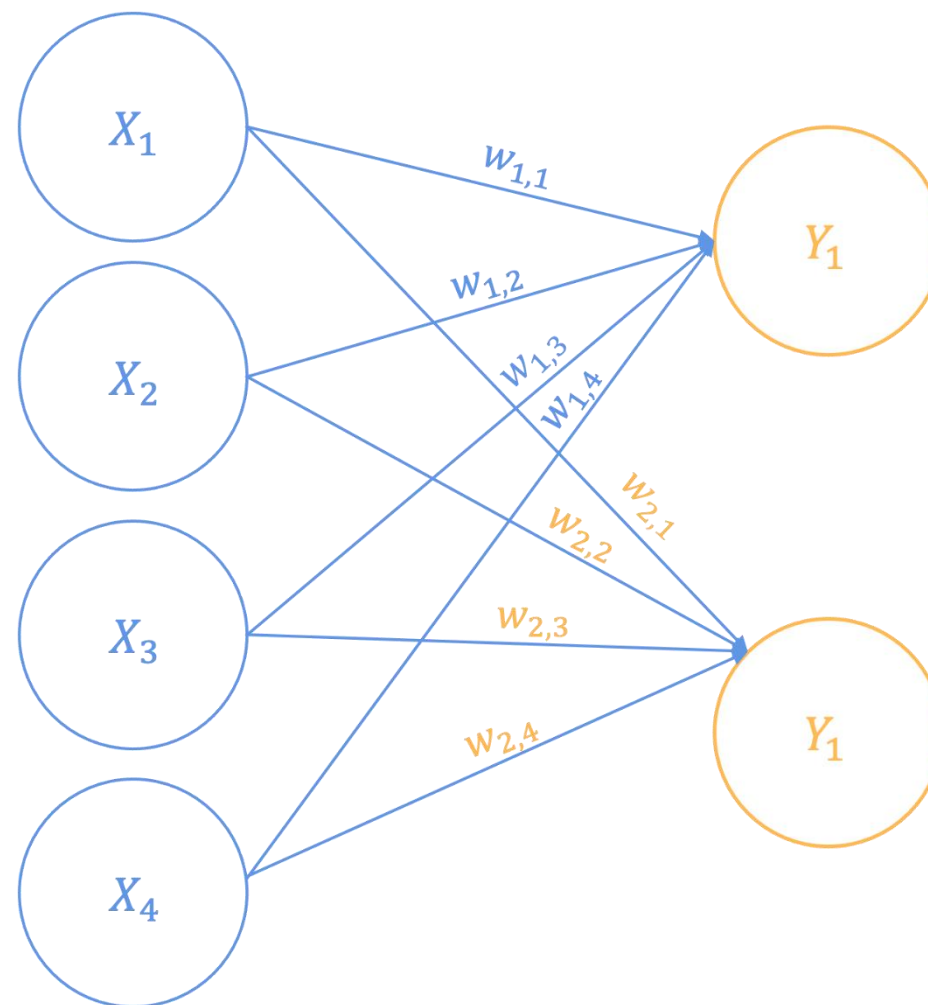 X₁
w₁,₁
Y₁
w₁,₂
X₂
w₁,₃
w₁,₄
w₂,₁
w₂,₂
w₂,₃
X₃
w₂,₄
Y₁
X₄